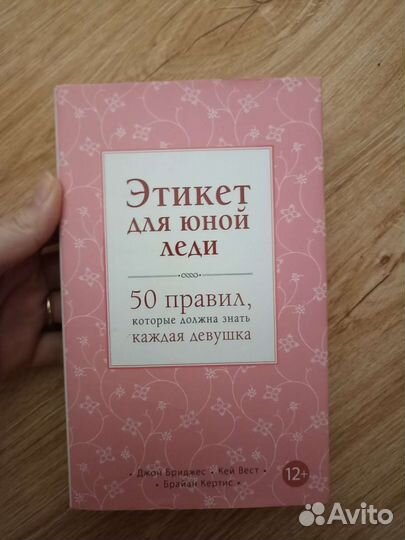 Этикет
для юной
леди
50 правил,
которые должна знать
каждая девушка
• Джон Бриджес • Кей Вест •
• Брайан Кертис •
12+
Avito